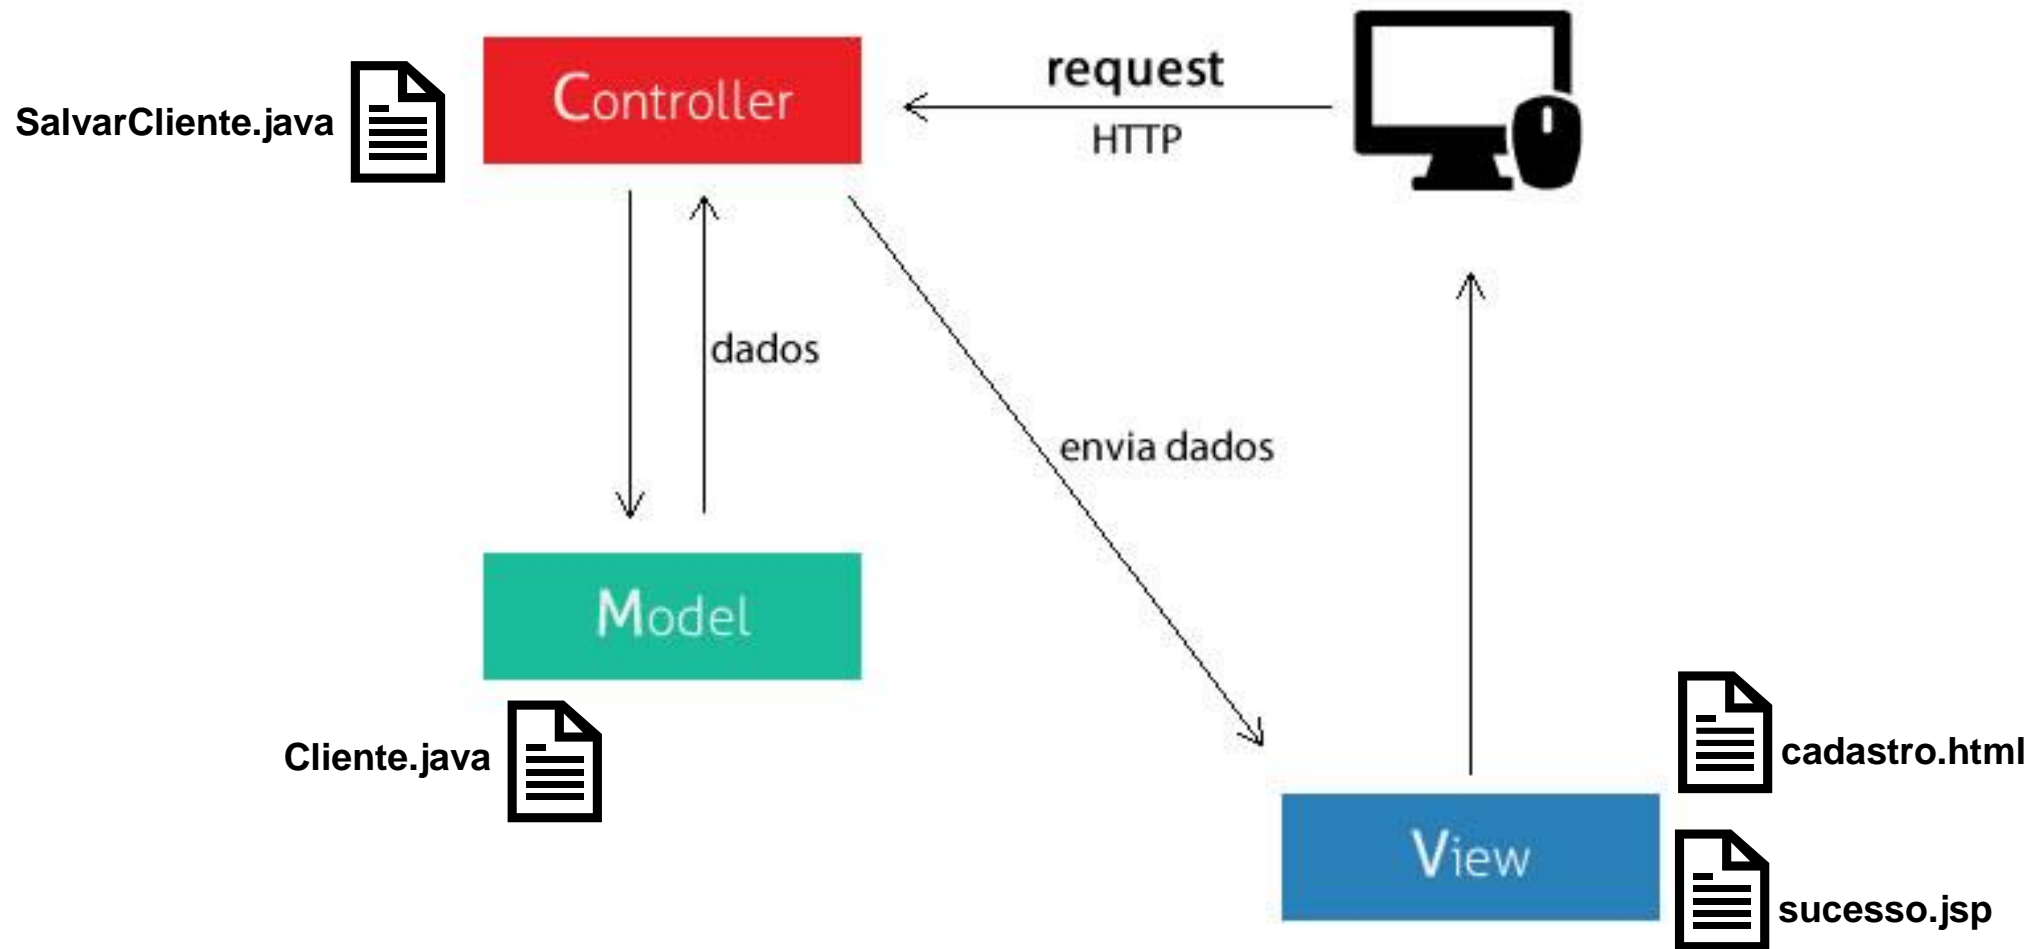 request
Controller
SalvarCliente.java
HTTP
dados
envia dados
Model
Cliente.java
cadastro.html
View
sucesso.jsp